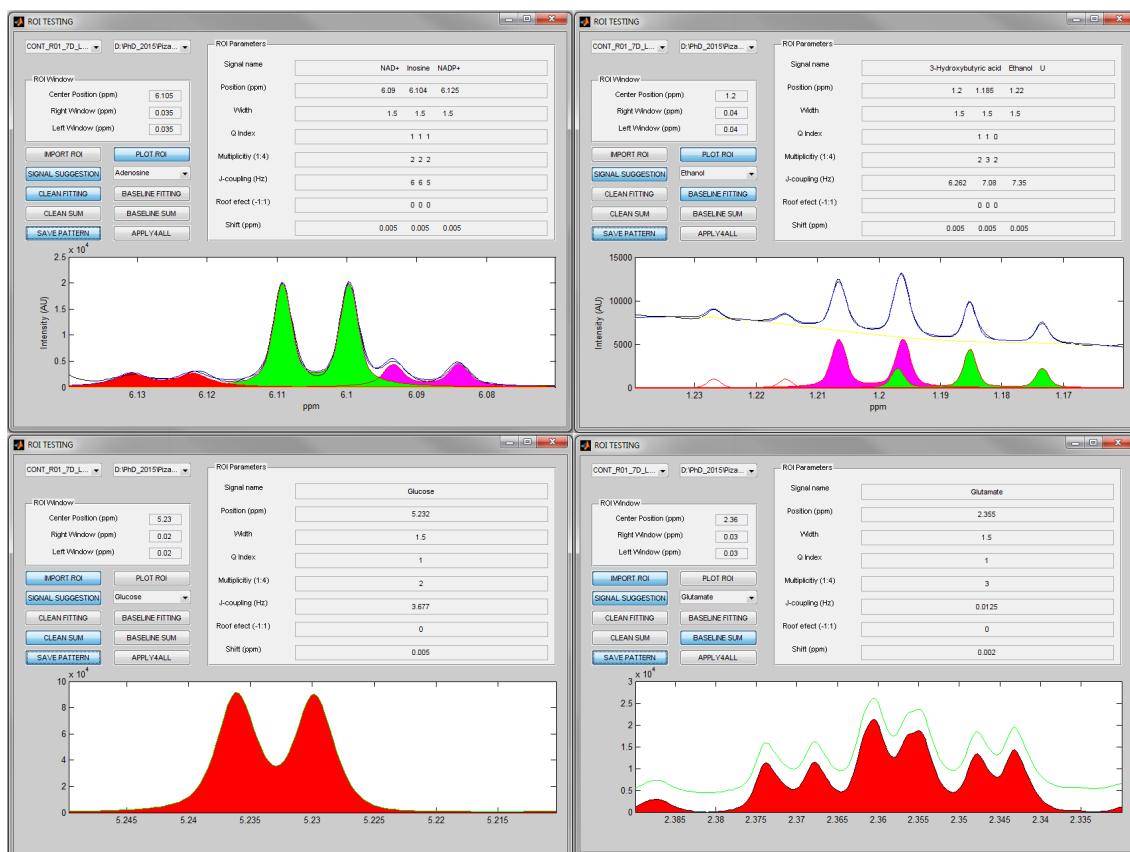 ROI TESTING
CONT_R01_7D_L... D:\PhD_2015\Piza...
ROI Parameters
Signal name NAD+ Inosine NADP+
Position (ppm) 6.09 6.104 6.125
Width 1.5 1.5 1.5
Q Index 1 1 1
Multiplicitiy (1:4) 2 2 2
J-coupling (Hz) 6 6 5
Roof efect (-1:1) 0 0 0
Shift (ppm) 0.005 0.005 0.005
ROI Window
Center Position (ppm) 6.105
Right Window (ppm) 0.035
Left Window (ppm) 0.035
IMPORT ROI PLOT ROI
SIGNAL SUGGESTION Adenosine
CLEAN FITTING BASELINE FITTING
CLEAN SUM BASELINE SUM
SAVE PATTERN APPLY4ALL
x 10^4
Intensity (AU)
2.5
2
1.5
1
0.5
0
6.13 6.12 6.11 6.1 6.09 6.08
ppm
ROI TESTING
CONT_R01_7D_L... D:\PhD_2015\Piza...
ROI Parameters
Signal name 3-Hydroxybutyric acid Ethanol U
Position (ppm) 1.2 1.185 1.22
Width 1.5 1.5 1.5
Q Index 1 1 0
Multiplicitiy (1:4) 2 3 2
J-coupling (Hz) 6.262 7.08 7.35
Roof efect (-1:1) 0 0 0
Shift (ppm) 0.005 0.005 0.005
ROI Window
Center Position (ppm) 1.2
Right Window (ppm) 0.04
Left Window (ppm) 0.04
IMPORT ROI PLOT ROI
SIGNAL SUGGESTION Ethanol
CLEAN FITTING BASELINE FITTING
CLEAN SUM BASELINE SUM
SAVE PATTERN APPLY4ALL
Intensity (AU)
15000
10000
5000
0
1.23 1.22 1.21 1.2 1.19 1.18 1.17
ppm
ROI TESTING
CONT_R01_7D_L... D:\PhD_2015\Piza...
ROI Parameters
Signal name Glucose
Position (ppm) 5.232
Width 1.5
Q Index 1
Multiplicitiy (1:4) 2
J-coupling (Hz) 3.677
Roof efect (-1:1) 0
Shift (ppm) 0.005
ROI Window
Center Position (ppm) 5.23
Right Window (ppm) 0.02
Left Window (ppm) 0.02
IMPORT ROI PLOT ROI
SIGNAL SUGGESTION Glucose
CLEAN FITTING BASELINE FITTING
CLEAN SUM BASELINE SUM
SAVE PATTERN APPLY4ALL
x 10^4
10
8
6
4
2
0
5.245 5.24 5.235 5.23 5.225 5.22 5.215
ROI TESTING
CONT_R01_7D_L... D:\PhD_2015\Piza...
ROI Parameters
Signal name Glutamate
Position (ppm) 2.355
Width 1.5
Q Index 1
Multiplicitiy (1:4) 3
J-coupling (Hz) 0.0125
Roof efect (-1:1) 0
Shift (ppm) 0.002
ROI Window
Center Position (ppm) 2.36
Right Window (ppm) 0.03
Left Window (ppm) 0.03
IMPORT ROI PLOT ROI
SIGNAL SUGGESTION Glutamate
CLEAN FITTING BASELINE FITTING
CLEAN SUM BASELINE SUM
SAVE PATTERN APPLY4ALL
x 10^4
3
2.5
2
1.5
1
0.5
0
2.385 2.38 2.375 2.37 2.365 2.36 2.355 2.35 2.345 2.34 2.335